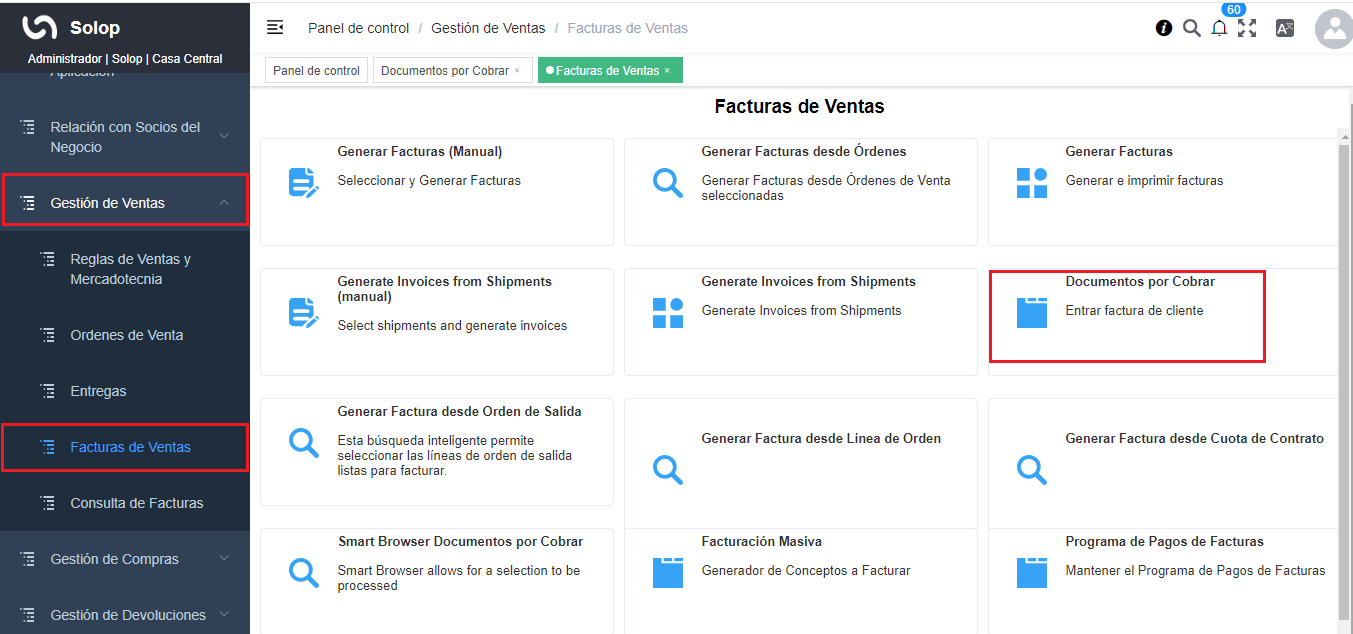 Solop
Administrador | Solop | Casa Central
Aplicación
Relación con Socios del
Negocio
Gestión de Ventas
Reglas de Ventas y
Mercadotecnia
Ordenes de Venta
Entregas
Facturas de Ventas
Consulta de Facturas
Gestión de Compras
Gestión de Devoluciones
Panel de control / Gestión de Ventas / Facturas de Ventas
60
Panel de control
Documentos por Cobrar ×
Facturas de Ventas ×
Facturas de Ventas
Generar Facturas (Manual)
Seleccionar y Generar Facturas
Generar Facturas desde Órdenes
Generar Facturas desde Órdenes de Venta
seleccionadas
Generar Facturas
Generar e imprimir facturas
Generate Invoices from Shipments
(manual)
Select shipments and generate invoices
Generate Invoices from Shipments
Generate Invoices from Shipments
Documentos por Cobrar
Entrar factura de cliente
Generar Factura desde Orden de Salida
Esta búsqueda inteligente permite
seleccionar las líneas de orden de salida
listas para facturar.
Generar Factura desde Línea de Orden
Generar Factura desde Cuota de Contrato
Smart Browser Documentos por Cobrar
Smart Browser allows for a selection to be
processed
Facturación Masiva
Generador de Conceptos a Facturar
Programa de Pagos de Facturas
Mantener el Programa de Pagos de Facturas